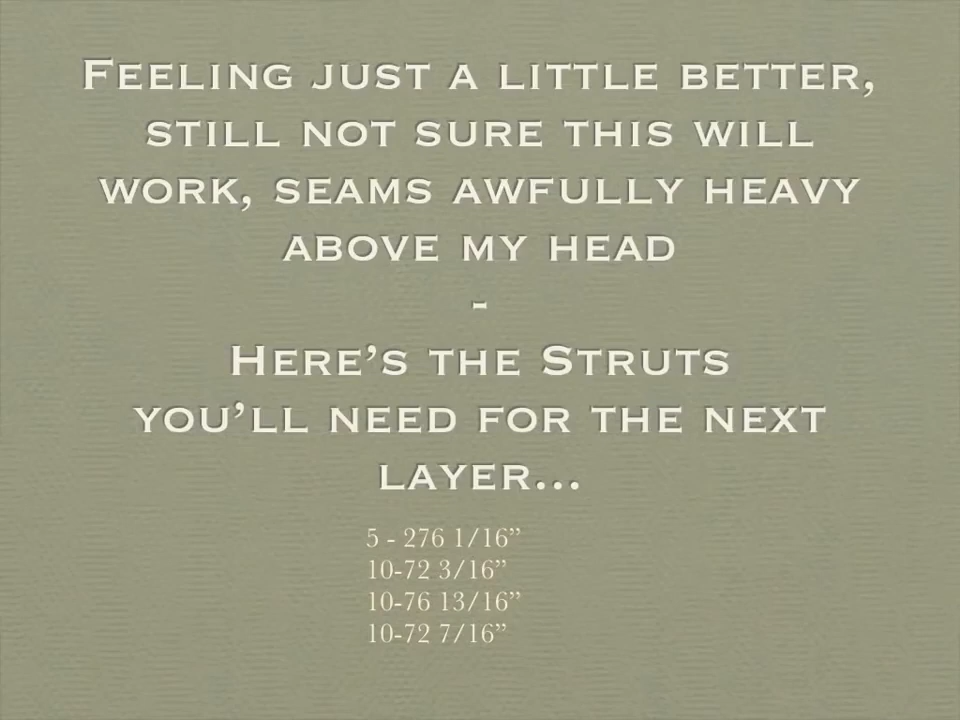 Feeling just a little better,
still not sure this will
work, seams awfully heavy
above my head
-
Here’s the Struts
you’ll need for the next
layer...
5 - 276 1/16”
10-72 3/16”
10-76 13/16”
10-72 7/16”